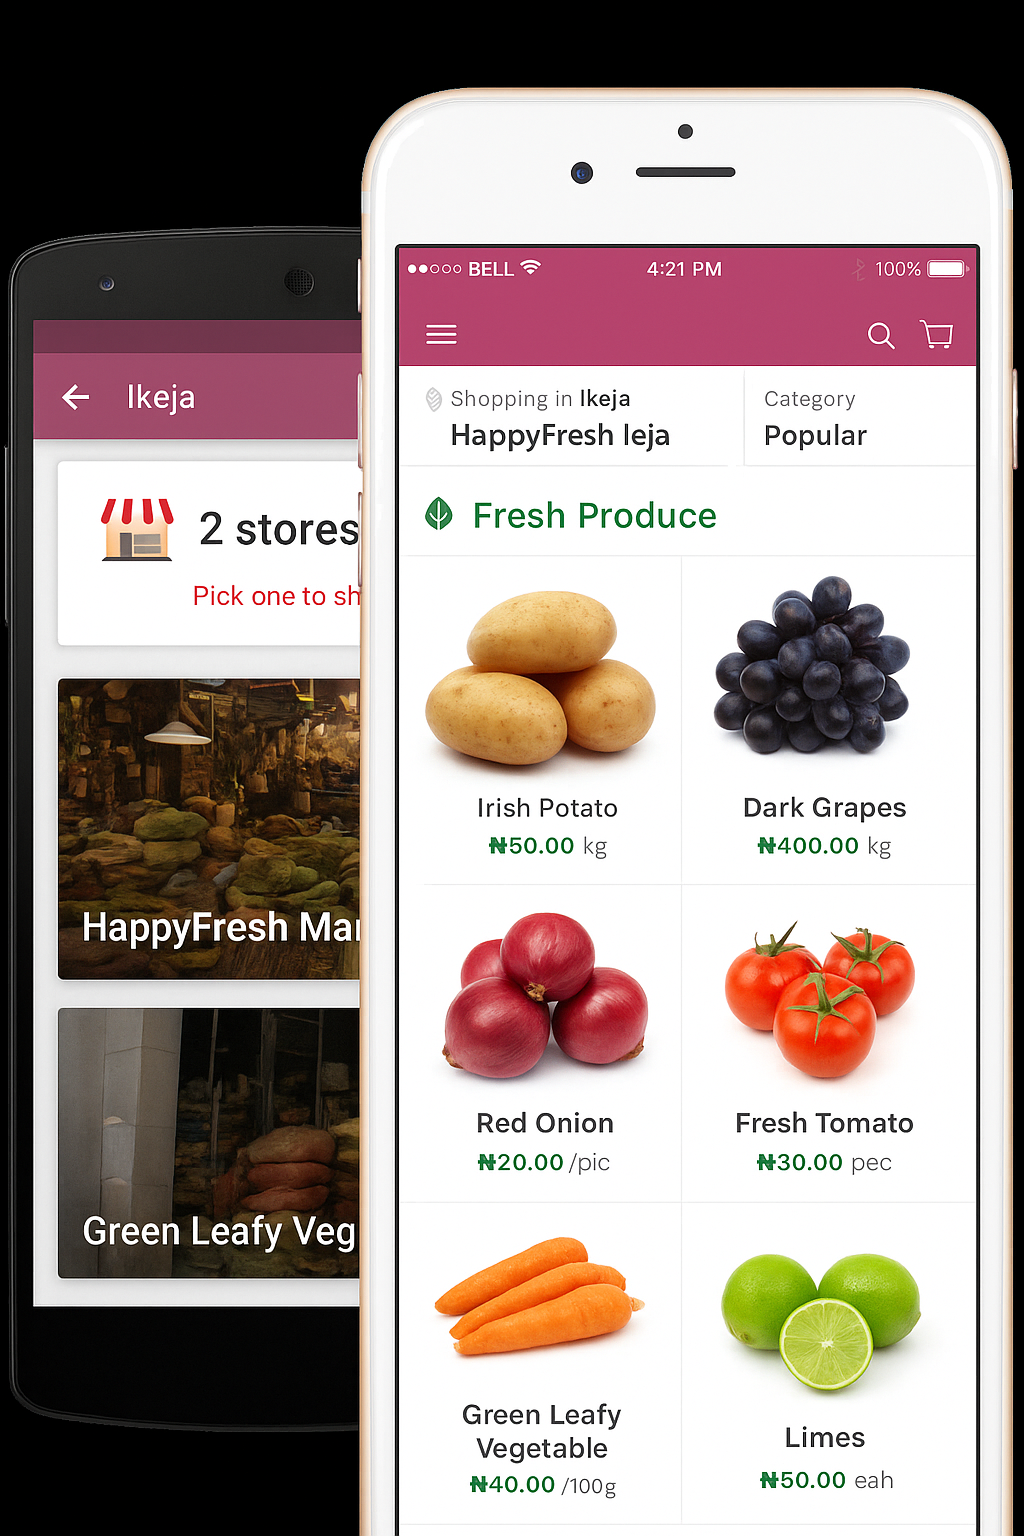 Ikeja
2 stores
Pick one to sh
HappyFresh Mar
Green Leafy Veg
BELL
4:21 PM
100%
Shopping in Ikeja
HappyFresh leja
Category
Popular
Fresh Produce
Irish Potato
₦50.00 kg
Dark Grapes
₦400.00 kg
Red Onion
₦20.00 /pic
Fresh Tomato
₦30.00 pec
Green Leafy
Vegetable
₦40.00 /100g
Limes
₦50.00 eah